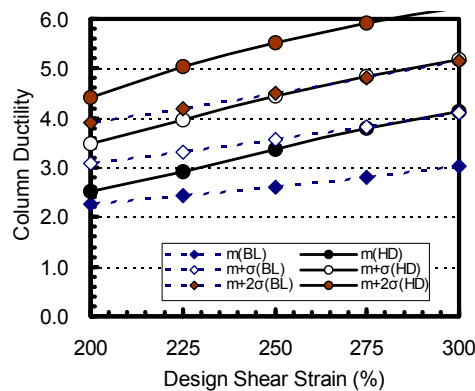 6.0
5.0
4.0
3.0
2.0
1.0
0.0
Column Ductility
m(BL) m(HD)
m+σ(BL) m+σ(HD)
m+2σ(BL) m+2σ(HD)
200 225 250 275 300
Design Shear Strain (%)